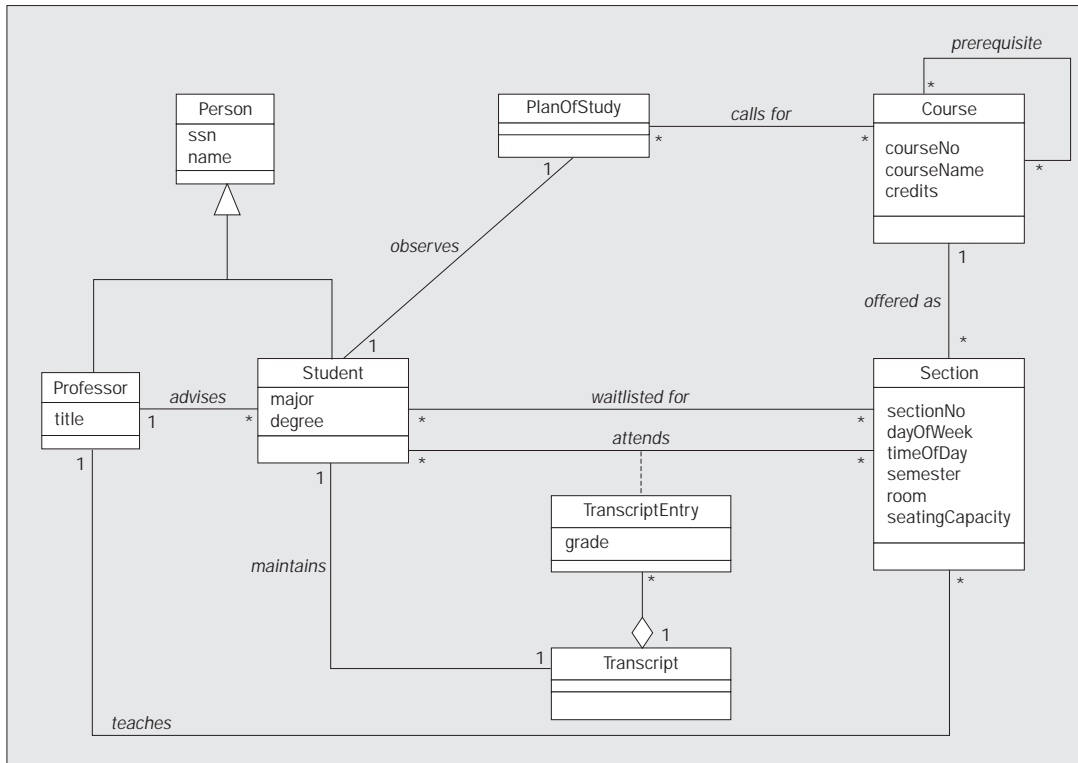 prerequisite
*
Person
ssn
name
PlanOfStudy
calls for
*
*
1
Course
courseNo
courseName
credits
*
1
observes
offered as
1
*
Professor
title
advises
1
*
1
Student
major
degree
waitlisted for
*
*
attends
*
*
1
Section
sectionNo
dayOfWeek
timeOfDay
semester
room
seatingCapacity
TranscriptEntry
grade
maintains
*
*
1
1
Transcript
teaches